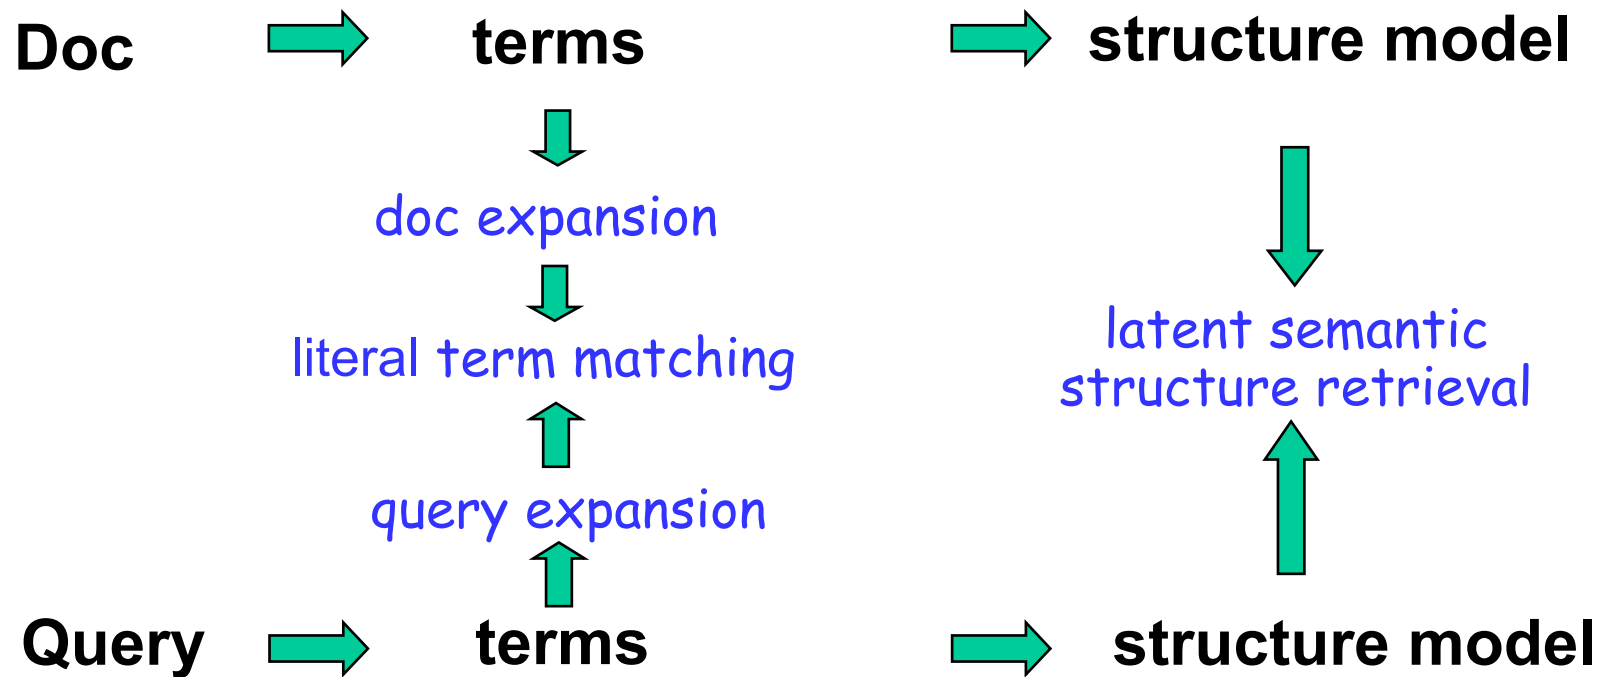 Doc terms structure model
doc expansion
literal term matching
latent semantic
structure retrieval
query expansion
Query terms structure model